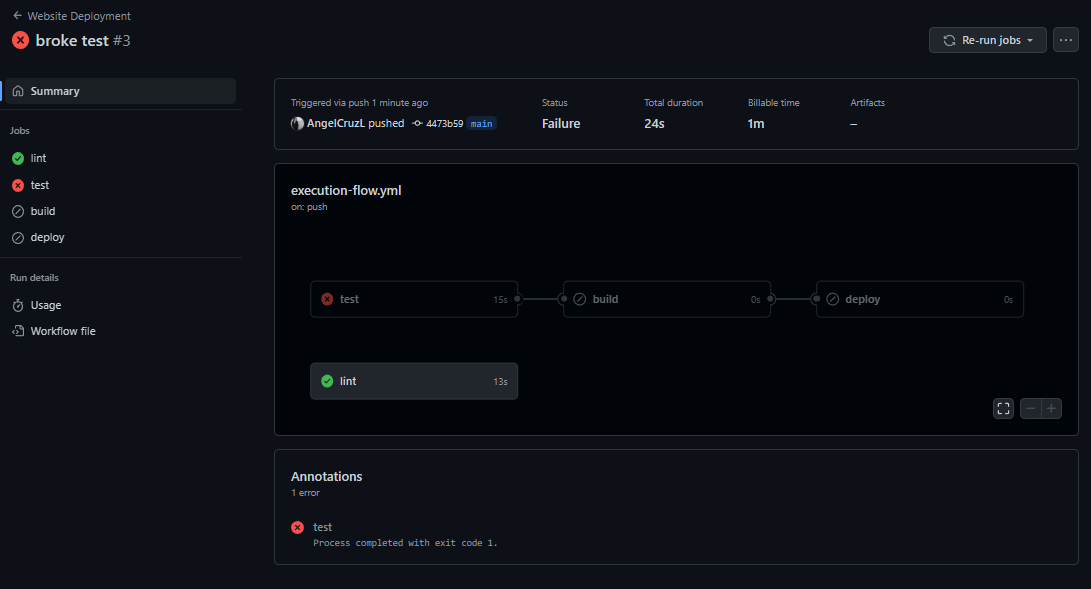 ← Website Deployment
broke test #3
Re-run jobs
Summary
Jobs
lint
test
build
deploy
Run details
Usage
Workflow file
Triggered via push 1 minute ago
AngelCruzL pushed 4473b59 main
Status
Failure
Total duration
24s
Billable time
1m
Artifacts
–
execution-flow.yml
on: push
test 15s
build 0s
deploy 0s
lint 13s
Annotations
1 error
test
Process completed with exit code 1.